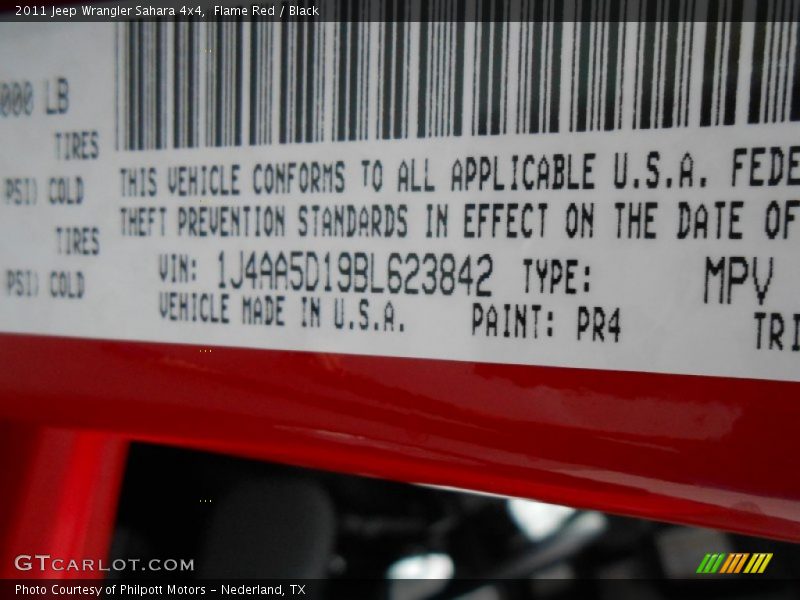 2011 Jeep Wrangler Sahara 4x4, Flame Red / Black
000 LB
TIRES
THIS VEHICLE CONFORMS TO ALL APPLICABLE U.S.A. FEDE
PSI) COLD
THEFT PREVENTION STANDARDS IN EFFECT ON THE DATE OF
TIRES
VIN: 1J4AA5D19BL623842 TYPE: MPV
PSI) COLD
VEHICLE MADE IN U.S.A. PAINT: PR4
TRI
GTCARLOT.COM
Photo Courtesy of Philpott Motors - Nederland, TX